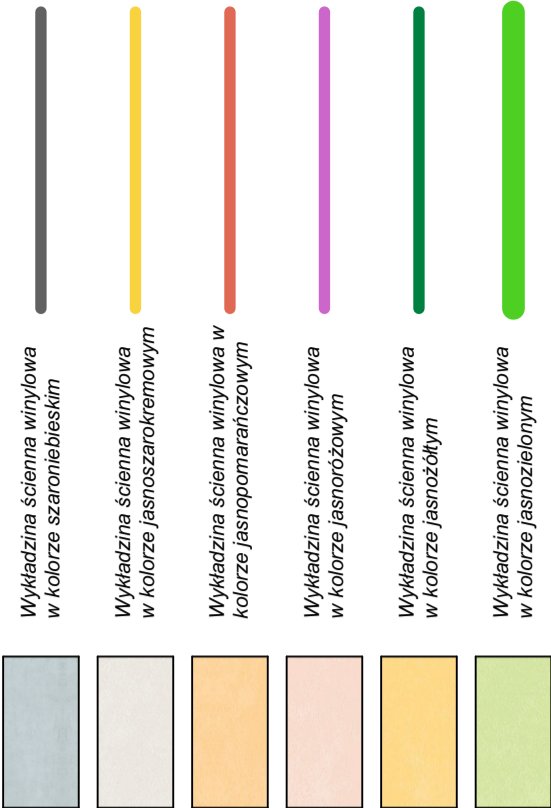 Wykładzina ścienna winylowa
w kolorze szaroniebieskim
Wykładzina ścienna winylowa
w kolorze jasnoszarokremowym
Wykładzina ścienna winylowa w
kolorze jasnopomarańczowym
Wykładzina ścienna winylowa
w kolorze jasnoróżowym
Wykładzina ścienna winylowa
w kolorze jasnożółtym
Wykładzina ścienna winylowa
w kolorze jasnozielonym